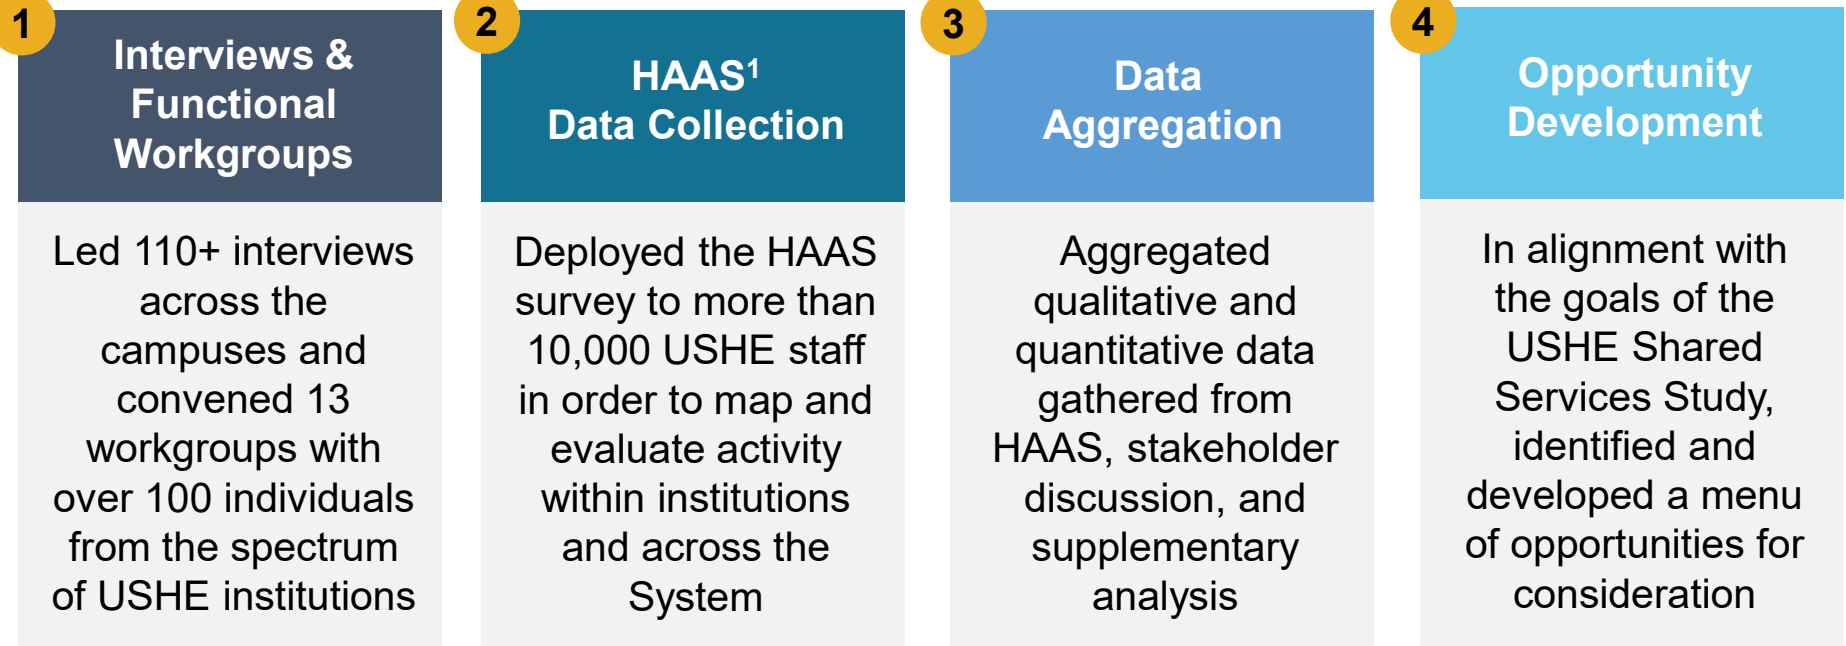 1
Interviews &
Functional
Workgroups
Led 110+ interviews
across the
campuses and
convened 13
workgroups with
over 100 individuals
from the spectrum
of USHE institutions
2
HAAS¹
Data Collection
Deployed the HAAS
survey to more than
10,000 USHE staff
in order to map and
evaluate activity
within institutions
and across the
System
3
Data
Aggregation
Aggregated
qualitative and
quantitative data
gathered from
HAAS, stakeholder
discussion, and
supplementary
analysis
4
Opportunity
Development
In alignment with
the goals of the
USHE Shared
Services Study,
identified and
developed a menu
of opportunities for
consideration